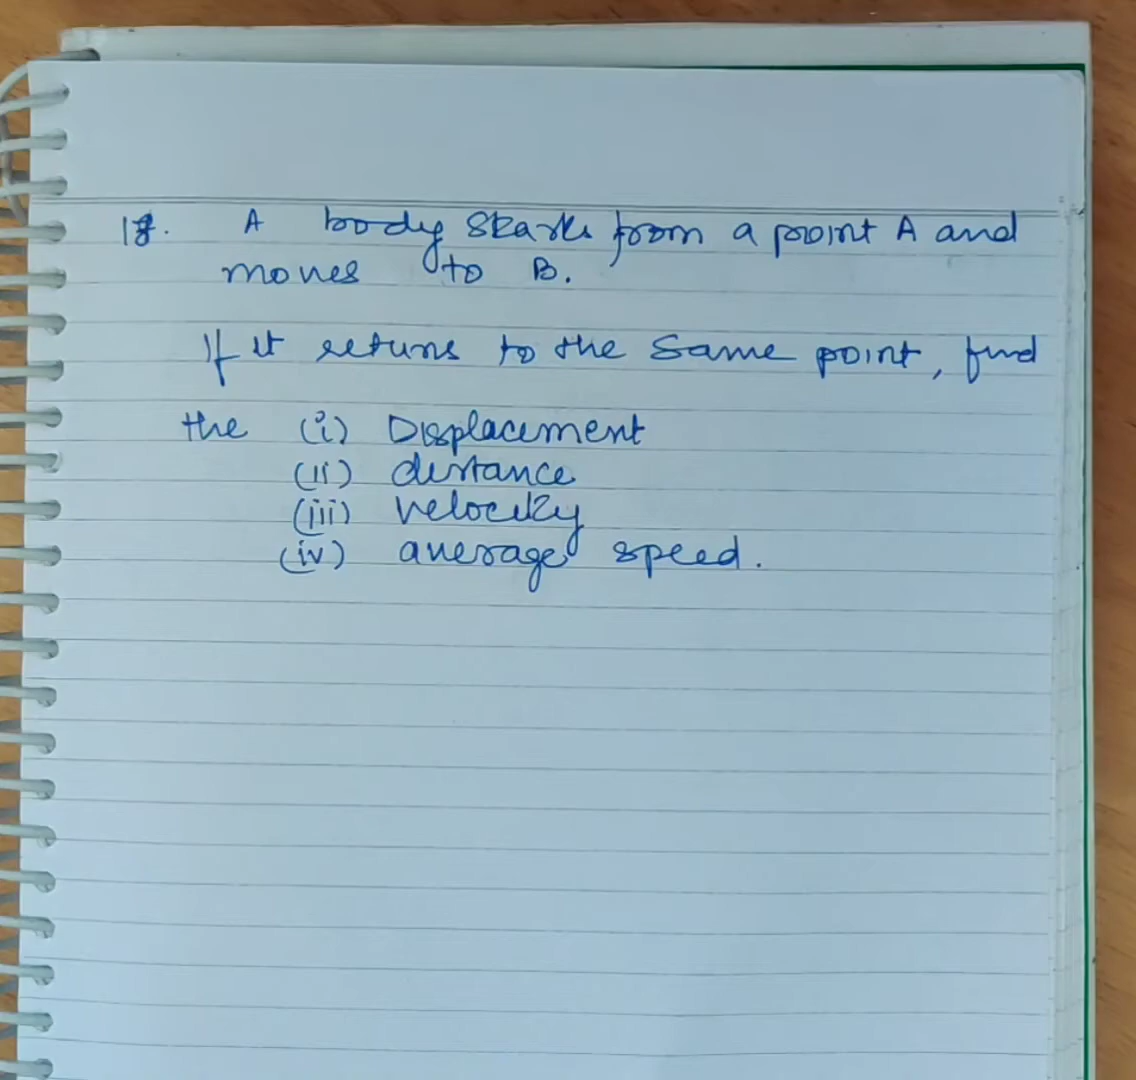 18. A body starts from a point A and
moves to B.
If it returns to the same point, find
the (i) Displacement
(ii) distance
(iii) velocity
(iv) average speed.